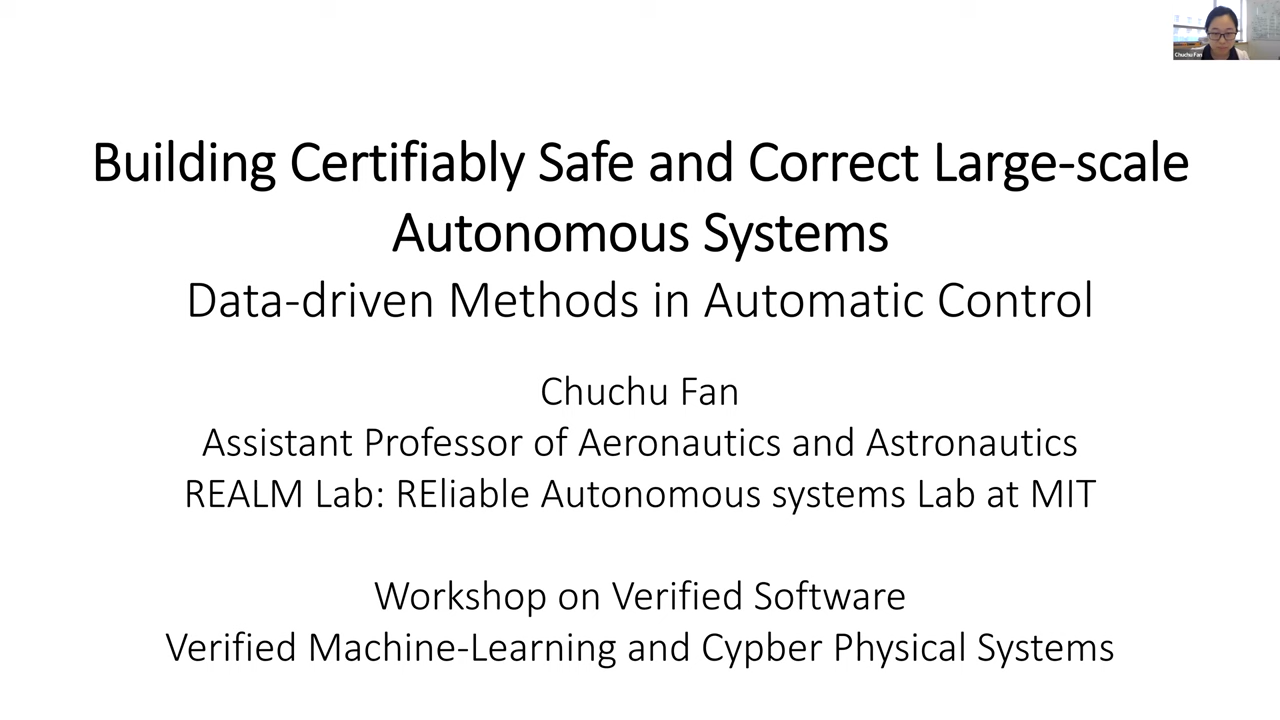 Chuchu Fan
Building Certifiably Safe and Correct Large-scale
Autonomous Systems
Data-driven Methods in Automatic Control
Chuchu Fan
Assistant Professor of Aeronautics and Astronautics
REALM Lab: REliable Autonomous systems Lab at MIT
Workshop on Verified Software
Verified Machine-Learning and Cypber Physical Systems